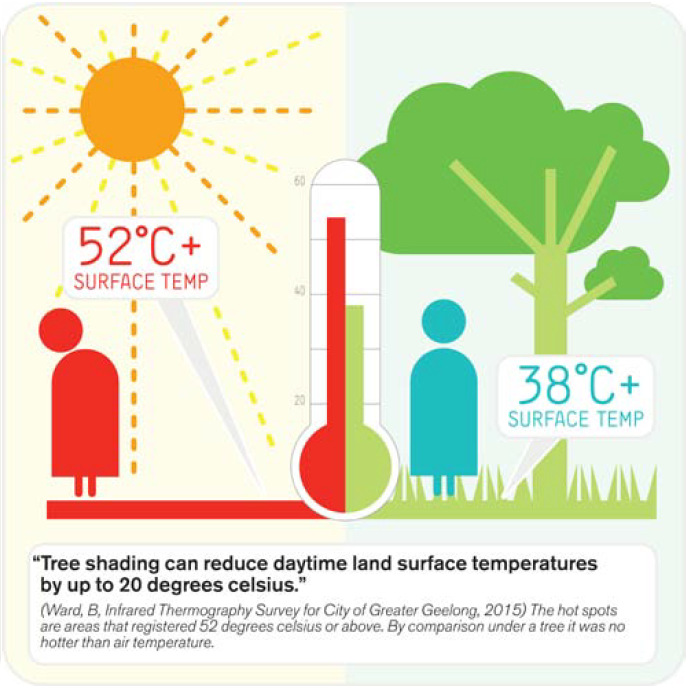 60
52°C+
SURFACE TEMP
40
38°C+
SURFACE TEMP
20
“Tree shading can reduce daytime land surface temperatures
by up to 20 degrees celsius.”
(Ward, B, Infrared Thermography Survey for City of Greater Geelong, 2015) The hot spots
are areas that registered 52 degrees celsius or above. By comparison under a tree it was no
hotter than air temperature.